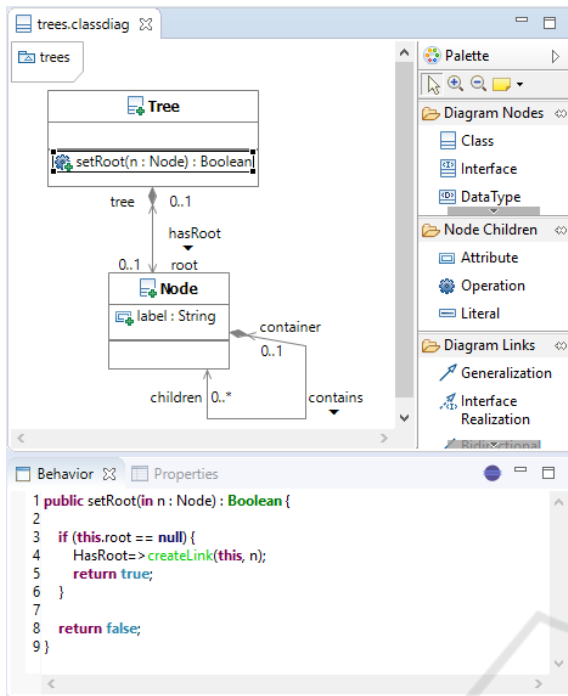 trees.classdiag
trees
Tree
setRoot(n : Node) : Boolean
tree 0..1
hasRoot
0..1 root
Node
label : String
container
0..1
children 0..* contains
Palette
Diagram Nodes
Class
Interface
DataType
Node Children
Attribute
Operation
Literal
Diagram Links
Generalization
Interface
Realization
Bidirectional
Behavior Properties
1 public setRoot(in n : Node) : Boolean {
2
3 if (this.root == null) {
4 HasRoot=>createLink(this, n);
5 return true;
6 }
7
8 return false;
9 }